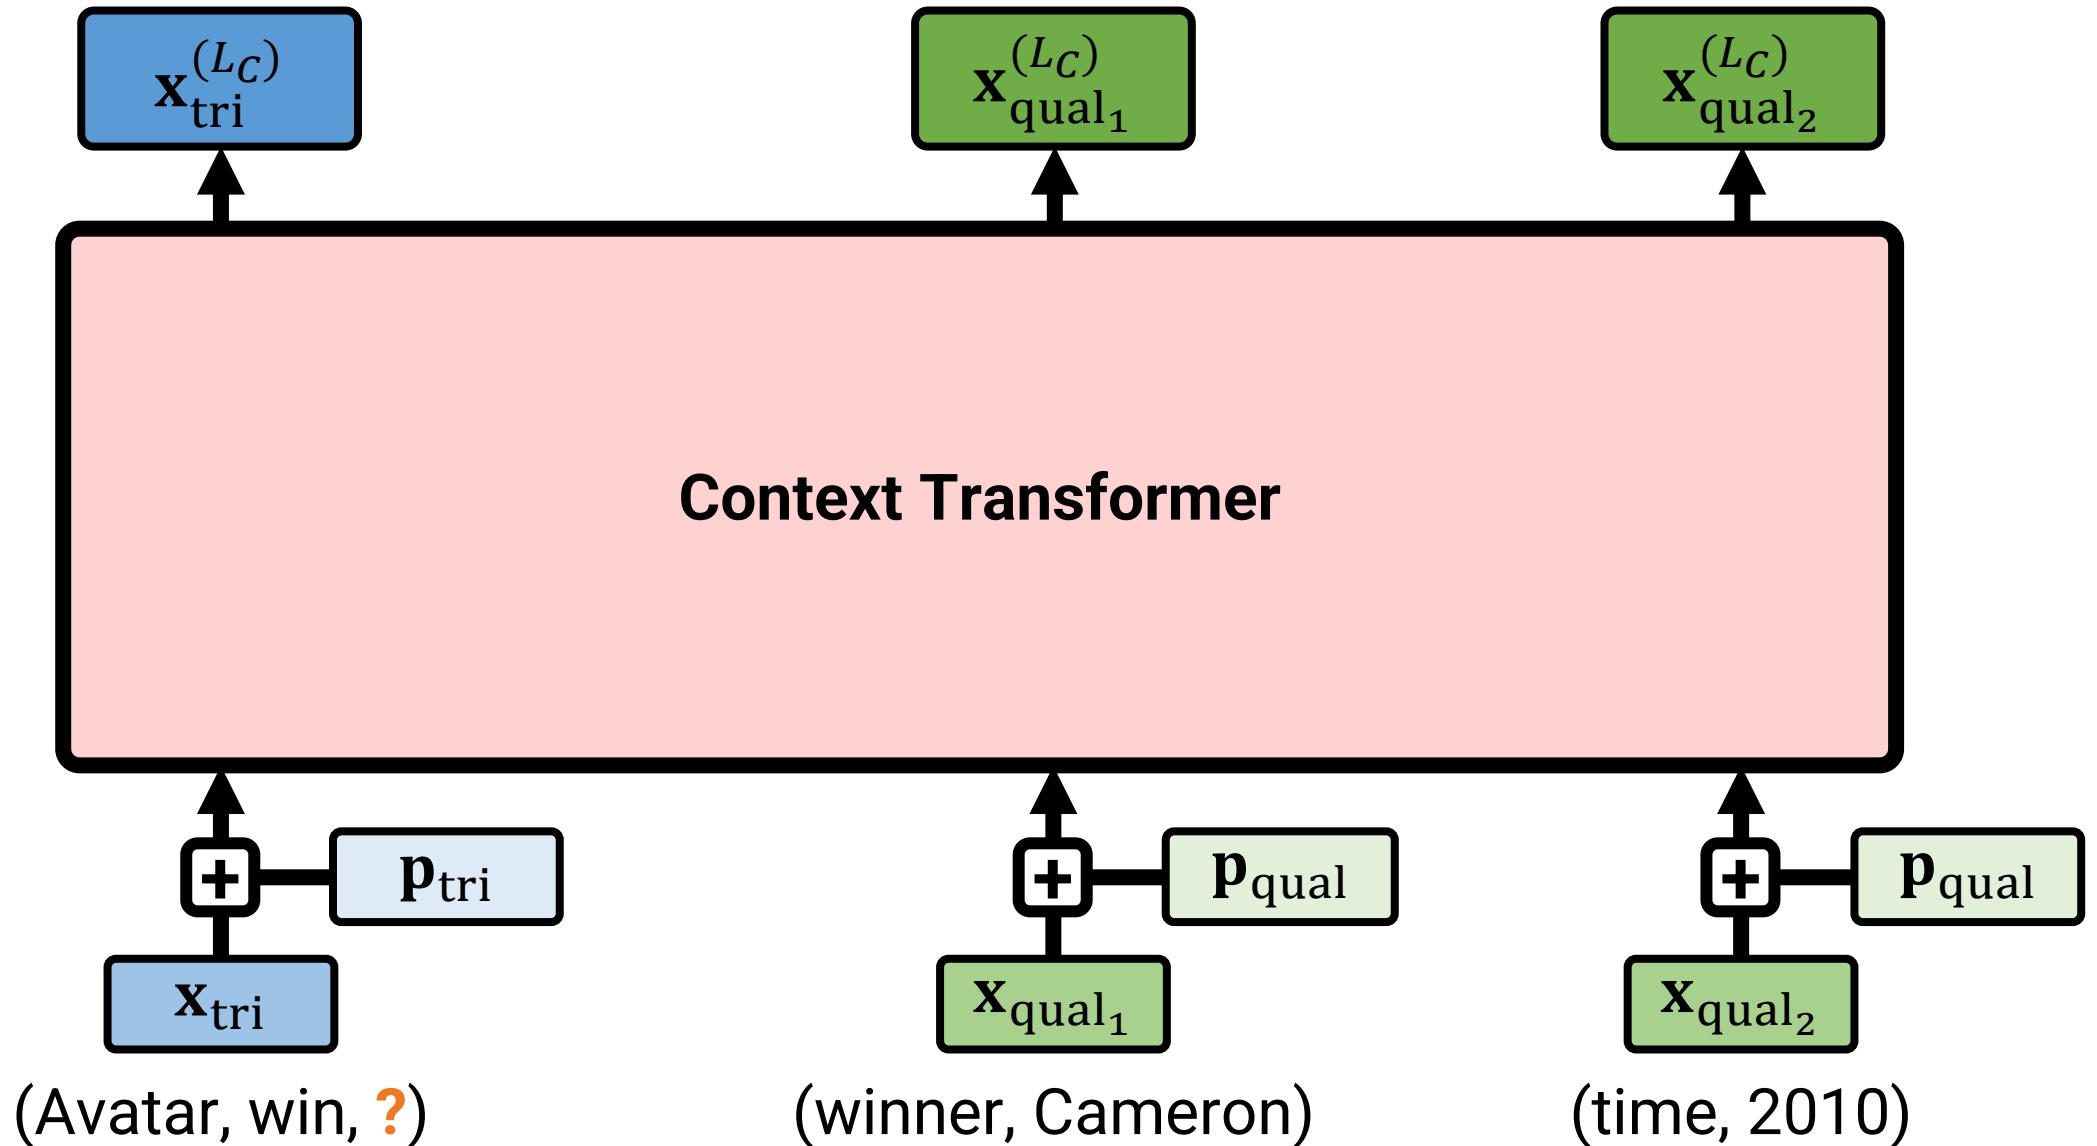 𝐱_tri^(L_C) 𝐱_qual₁^(L_C) 𝐱_qual₂^(L_C)
Context Transformer
+ 𝐩_tri + 𝐩_qual + 𝐩_qual
𝐱_tri 𝐱_qual₁ 𝐱_qual₂
(Avatar, win, ?) (winner, Cameron) (time, 2010)